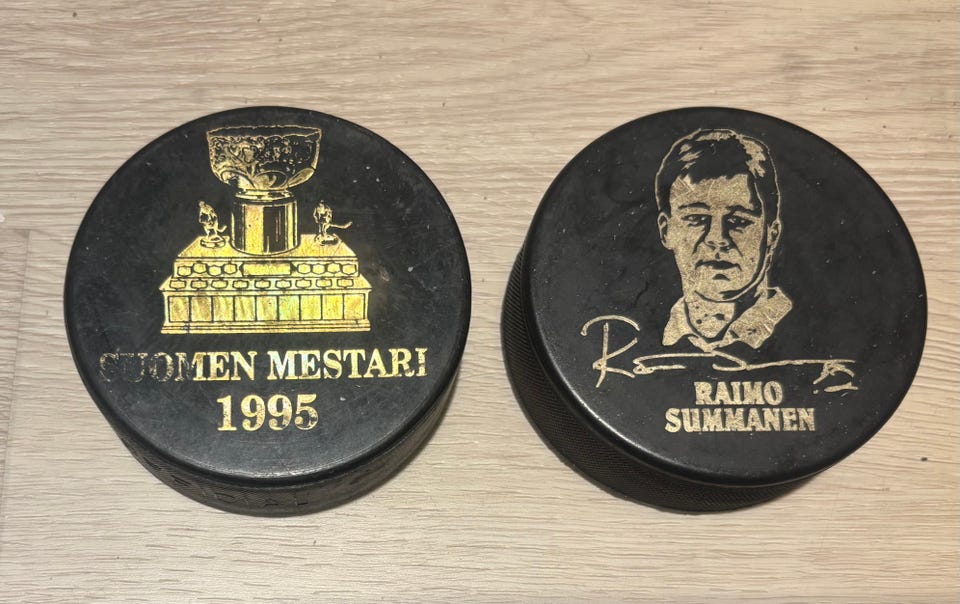 SUOMEN MESTARI
1995
RAIMO
SUMMANEN